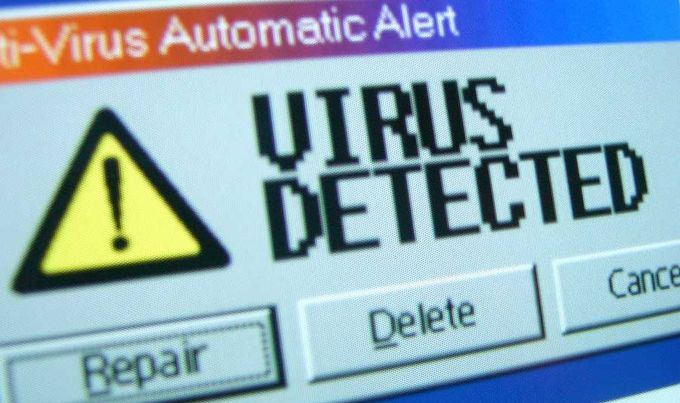 ti-Virus Automatic Alert
VIRUS
DETECTED
Repair
Delete
Cance